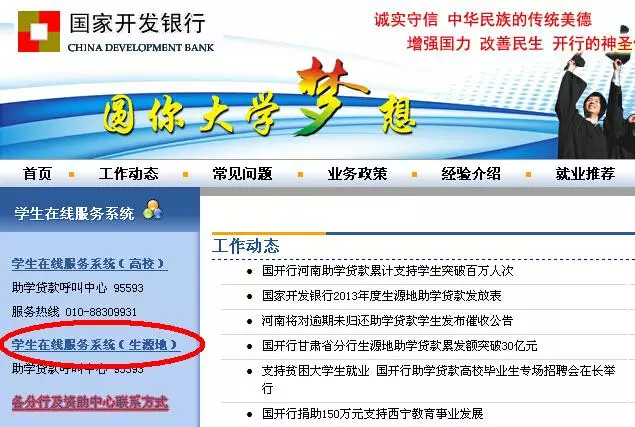 国家开发银行
CHINA DEVELOPMENT BANK
诚实守信 中华民族的传统美德
增强国力 改善民生 开行的神圣
圆你大学梦想
首页 工作动态 常见问题 业务政策 经验介绍 就业推荐
学生在线服务系统
学生在线服务系统(高校)
助学贷款呼叫中心 95593
服务热线 010-88309931
学生在线服务系统(生源地)
助学贷款呼叫中心 95593
各分行及资助中心联系方式
工作动态
国开行河南助学贷款累计支持学生突破百万人次
国家开发银行2013年度生源地助学贷款发放表
河南将对逾期未归还助学贷款学生发布催收公告
国开行甘肃省分行生源地助学贷款累发额突破30亿元
支持贫困大学生就业 国开行助学贷款高校毕业生专场招聘会在长举
行
国开行捐助150万元支持西宁教育事业发展